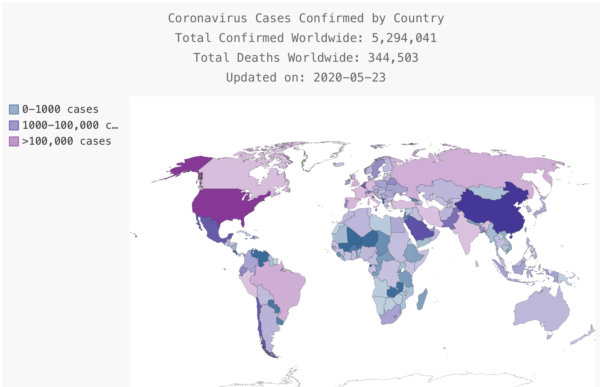 Coronavirus Cases Confirmed by Country
Total Confirmed Worldwide: 5,294,041
Total Deaths Worldwide: 344,503
Updated on: 2020-05-23
0-1000 cases
1000-100,000 c…
>100,000 cases